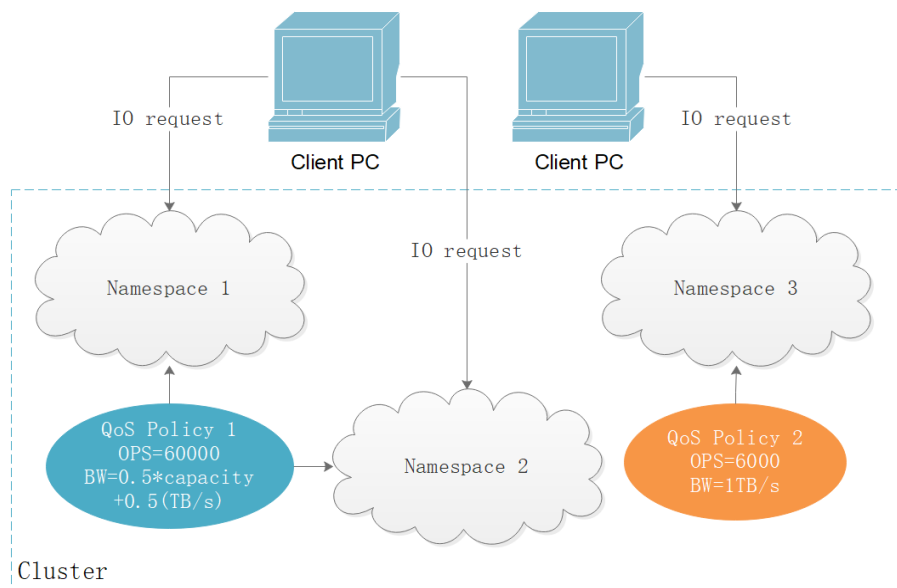 IO request
IO request
Client PC
Client PC
IO request
Namespace 1
Namespace 3
QoS Policy 1
OPS=60000
BW=0.5*capacity
+0.5(TB/s)
Namespace 2
QoS Policy 2
OPS=6000
BW=1TB/s
Cluster